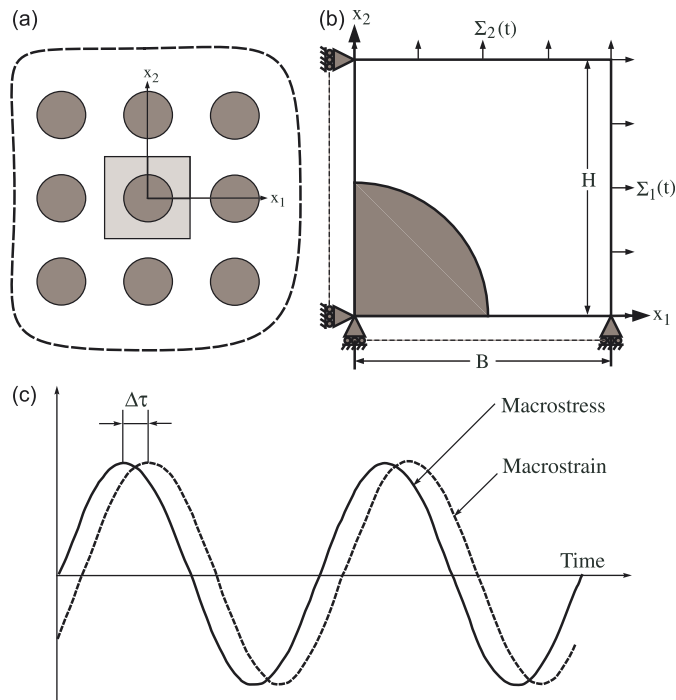 (a)
x2
x1
(b)
x2
Σ2(t)
H
Σ1(t)
x1
B
(c)
Δτ
Macrostress
Macrostrain
Time